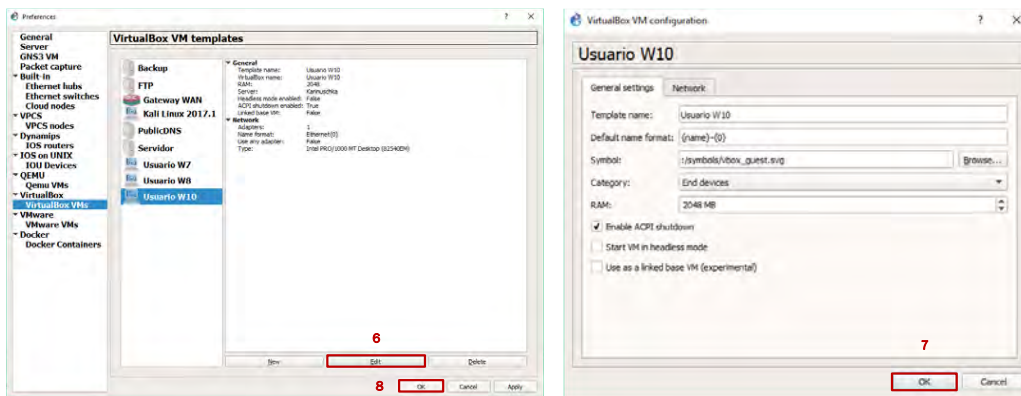 Preferences
? ×
General
Server
GNS3 VM
Packet capture
Built-in
Ethernet hubs
Ethernet switches
Cloud nodes
VPCS
VPCS nodes
Dynamips
IOS routers
IOS on UNIX
IOU Devices
QEMU
Qemu VMs
VirtualBox
VirtualBox VMs
VMware
VMware VMs
Docker
Docker Containers
VirtualBox VM templates
Backup
FTP
Gateway WAN
Kali Linux 2017.1
PublicDNS
Servidor
Usuario W7
Usuario W8
Usuario W10
General
Template name: Usuario W10
VirtualBox name: Usuario W10
RAM: 2048
Server: Karinuschka
Headless mode enabled: False
ACPI shutdown enabled: True
Linked base VM: False
Network
Adapters: 1
Name format: Ethernet{0}
Use any adapter: False
Type: Intel PRO/1000 MT Desktop (82540EM)
6
New Edit Delete
8 OK Cancel Apply
VirtualBox VM configuration
? ×
Usuario W10
General settings Network
Template name: Usuario W10
Default name format: {name}-{0}
Symbol: :/symbols/vbox_guest.svg Browse...
Category: End devices
RAM: 2048 MB
Enable ACPI shutdown
Start VM in headless mode
Use as a linked base VM (experimental)
7
OK Cancel